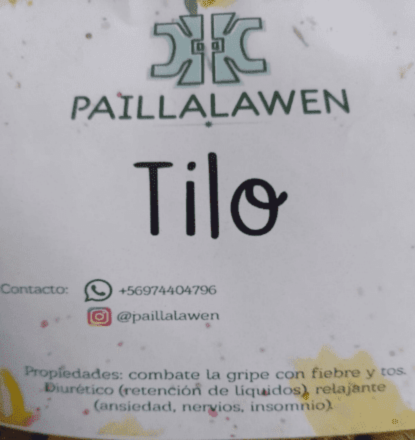 PAILLALAWEN
Tilo
Contacto: +56974404796
@paillalawen
Propiedades: combate la gripe con fiebre y tos.
Diurético (retención de líquidos), relajante
(ansiedad, nervios, insomnio)